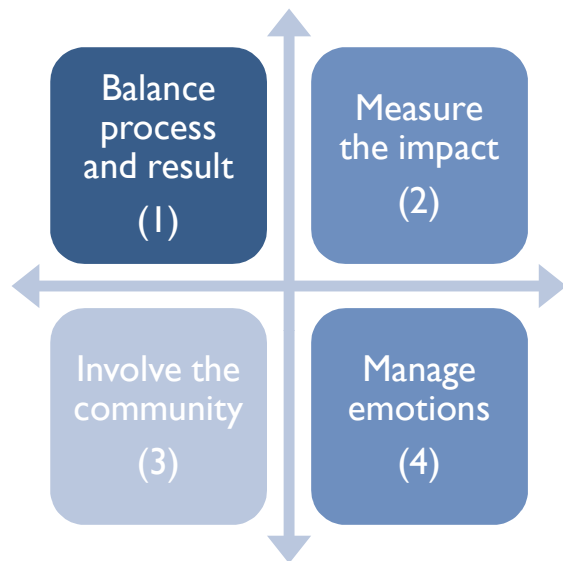 Balance
process
and result
(1)
Measure
the impact
(2)
Involve the
community
(3)
Manage
emotions
(4)